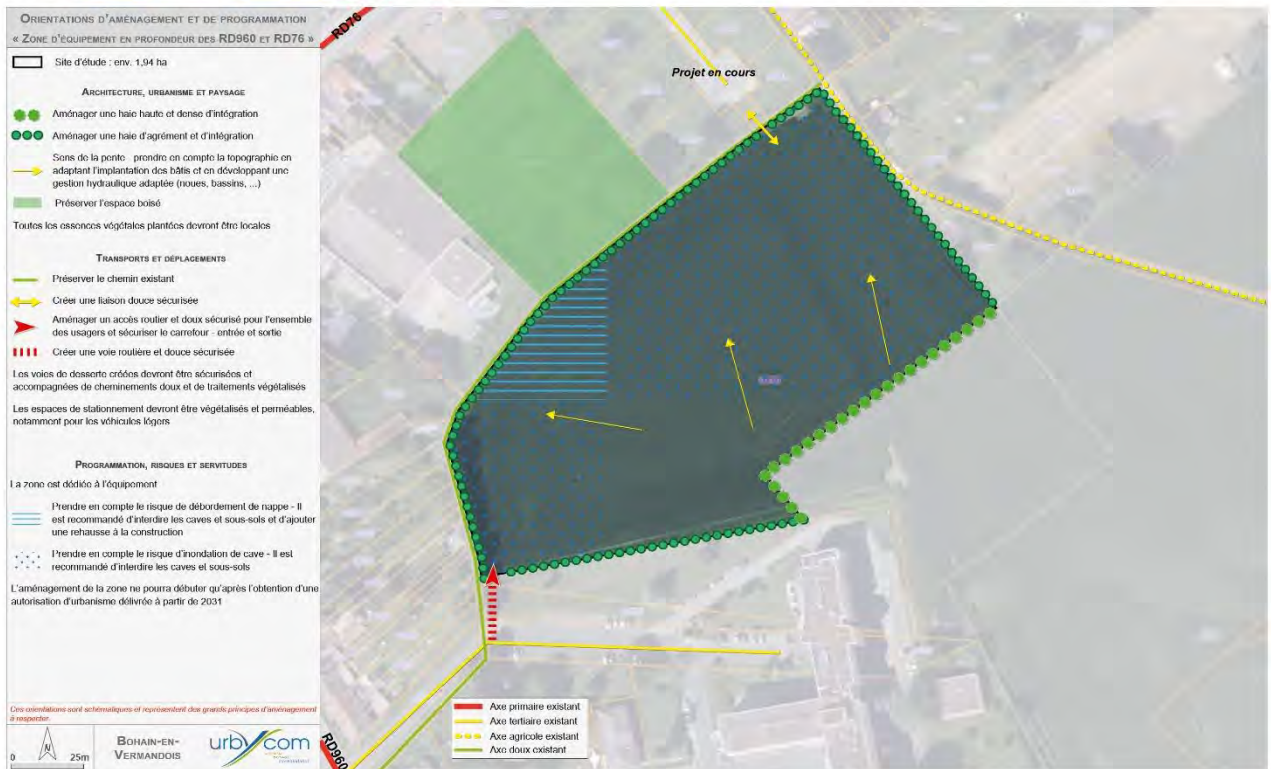 ORIENTATIONS D'AMÉNAGEMENT ET DE PROGRAMMATION
« ZONE D'ÉQUIPEMENT EN PROFONDEUR DES RD960 ET RD76 »
Site d'étude : env. 1,94 ha
ARCHITECTURE, URBANISME ET PAYSAGE
Aménager une haie haute et dense d'intégration
Aménager une haie d'agrément et d'intégration
Sens de la pente - prendre en compte la topographie en
adaptant l'implantation des bâtis et en développant une
gestion hydraulique adaptée (noues, bassins, ...)
Préserver l'espace boisé
Toutes les essences végétales plantées devront être locales
TRANSPORTS ET DÉPLACEMENTS
Préserver le chemin existant
Créer une liaison douce sécurisée
Aménager un accès routier et doux sécurisé pour l'ensemble
des usagers et sécuriser le carrefour - entrée et sortie
Créer une voie routière et douce sécurisée
Les voies de desserte créées devront être sécurisées et
accompagnées de cheminements doux et de traitements végétalisés
Les espaces de stationnement devront être végétalisés et perméables,
notamment pour les véhicules légers
PROGRAMMATION, RISQUES ET SERVITUDES
La zone est dédiée à l'équipement
Prendre en compte le risque de débordement de nappe - Il
est recommandé d'interdire les caves et sous-sols et d'ajouter
une rehausse à la construction
Prendre en compte le risque d'inondation de cave - Il est
recommandé d'interdire les caves et sous-sols
L'aménagement de la zone ne pourra débuter qu'après l'obtention d'une
autorisation d'urbanisme délivrée à partir de 2031
Ces orientations sont schématiques et représentent des grands principes d'aménagement
à respecter.
N
0 25m
BOHAIN-EN-
VERMANDOIS
urbycom
RD76
Projet en cours
RD960
Axe primaire existant
Axe tertiaire existant
Axe agricole existant
Axe doux existant